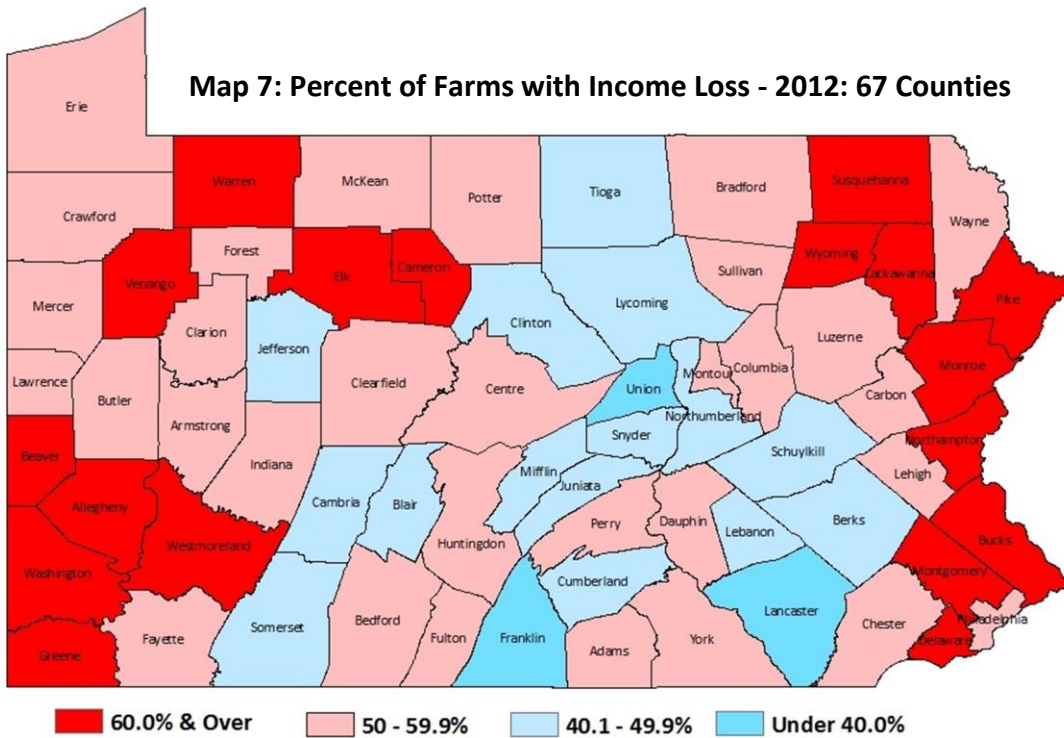 Map 7: Percent of Farms with Income Loss - 2012: 67 Counties
Erie
Warren
McKean
Potter
Tioga
Bradford
Susquehanna
Wayne
Crawford
Forest
Venango
Elk
Cameron
Sullivan
Wyoming
Lackawanna
Pike
Mercer
Clarion
Jefferson
Clinton
Lycoming
Luzerne
Monroe
Lawrence
Butler
Clearfield
Centre
Union
Montour
Columbia
Carbon
Armstrong
Northumberland
Snyder
Northampton
Beaver
Indiana
Mifflin
Schuylkill
Lehigh
Allegheny
Cambria
Blair
Juniata
Perry
Dauphin
Lebanon
Berks
Bucks
Westmoreland
Huntingdon
Washington
Cumberland
Montgomery
Lancaster
Philadelphia
Greene
Fayette
Somerset
Bedford
Fulton
Franklin
Adams
York
Chester
Delaware
60.0% & Over
50 - 59.9%
40.1 - 49.9%
Under 40.0%